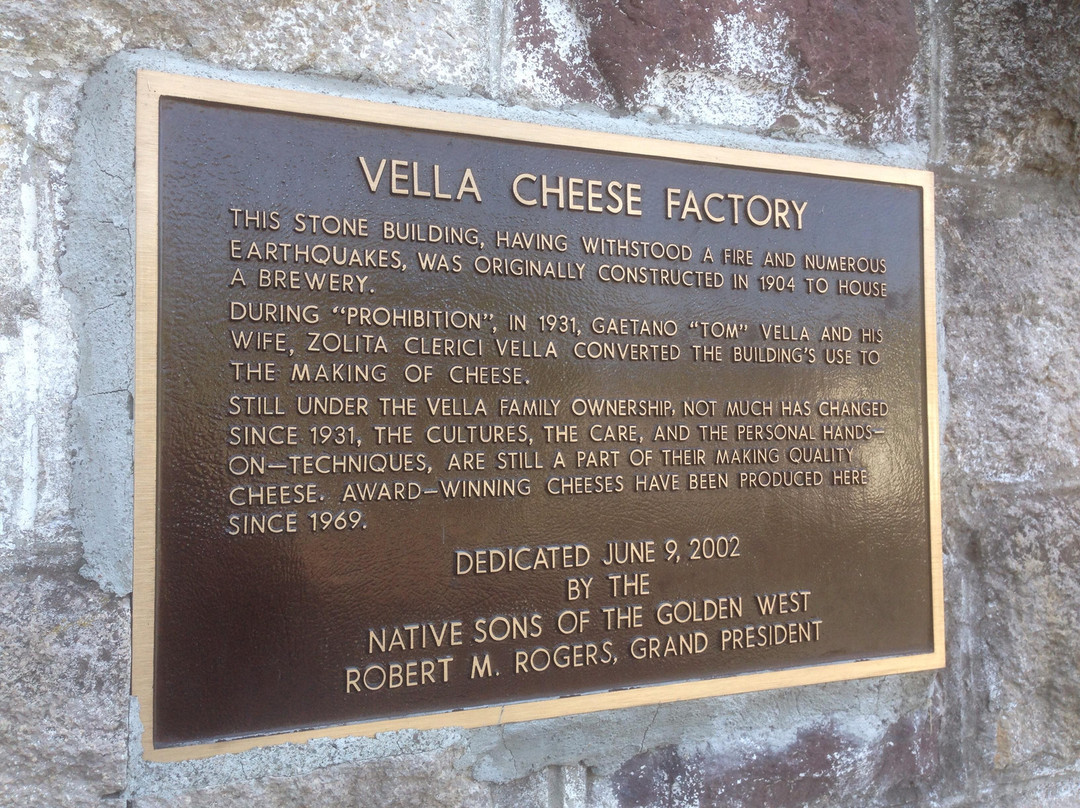 VELLA CHEESE FACTORY
THIS STONE BUILDING, HAVING WITHSTOOD A FIRE AND NUMEROUS
EARTHQUAKES, WAS ORIGINALLY CONSTRUCTED IN 1904 TO HOUSE
A BREWERY.
DURING "PROHIBITION", IN 1931, GAETANO "TOM" VELLA AND HIS
WIFE, ZOLITA CLERICI VELLA CONVERTED THE BUILDING'S USE TO
THE MAKING OF CHEESE.
STILL UNDER THE VELLA FAMILY OWNERSHIP, NOT MUCH HAS CHANGED
SINCE 1931, THE CULTURES, THE CARE, AND THE PERSONAL HANDS—
ON—TECHNIQUES, ARE STILL A PART OF THEIR MAKING QUALITY
CHEESE. AWARD—WINNING CHEESES HAVE BEEN PRODUCED HERE
SINCE 1969.
DEDICATED JUNE 9, 2002
BY THE
NATIVE SONS OF THE GOLDEN WEST
ROBERT M. ROGERS, GRAND PRESIDENT